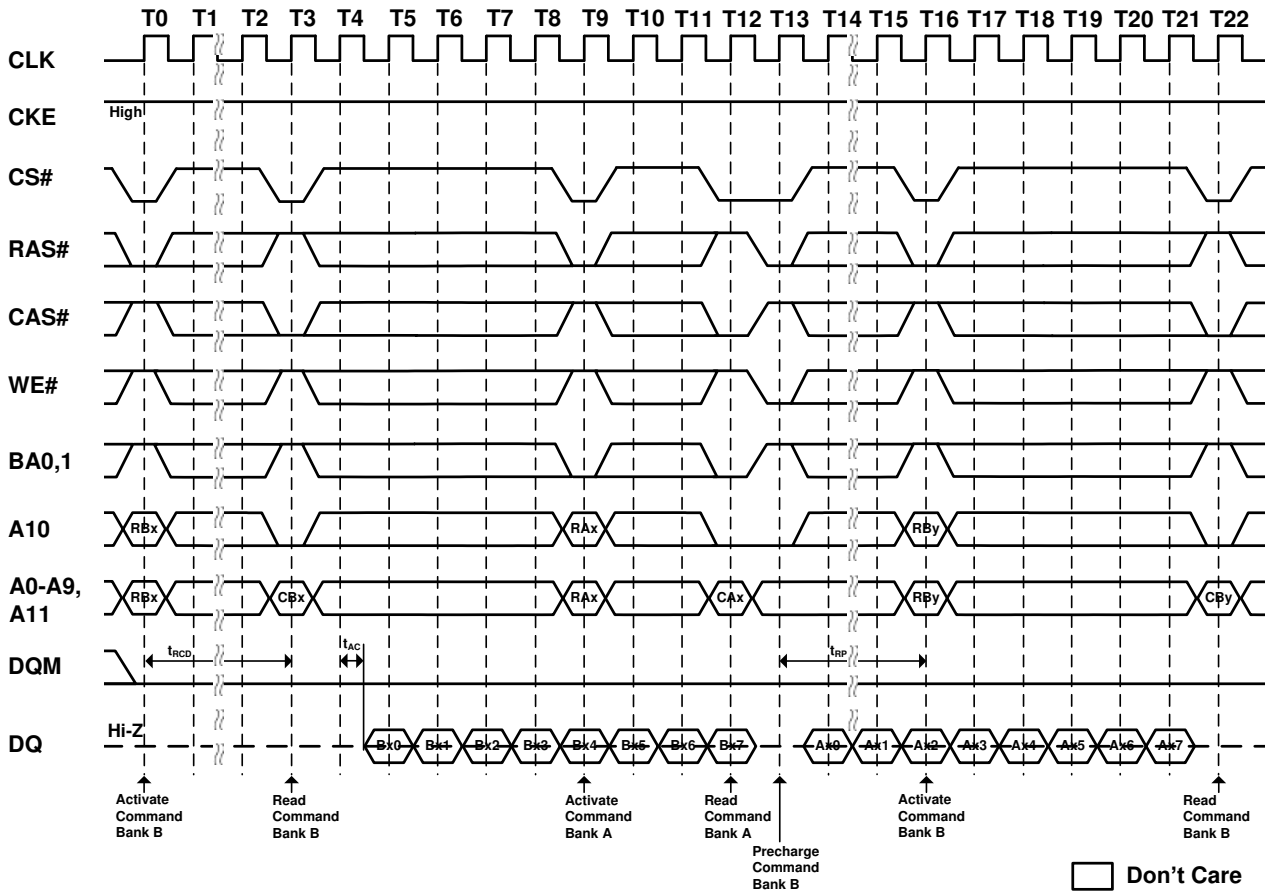 T0 T1 T2 T3 T4 T5 T6 T7 T8 T9 T10 T11 T12 T13 T14 T15 T16 T17 T18 T19 T20 T21 T22
CLK
CKE High
CS#
RAS#
CAS#
WE#
BA0,1
A10 RBx RAx RBy
A0-A9,
A11
RBx CBx RAx CAx RBy CBy
DQM tRCD tAC tRP
DQ Hi-Z Bx0 Bx1 Bx2 Bx3 Bx4 Bx5 Bx6 Bx7 Ax0 Ax1 Ax2 Ax3 Ax4 Ax5 Ax6 Ax7
Activate
Command
Bank B
Read
Command
Bank B
Activate
Command
Bank A
Read
Command
Bank A
Precharge
Command
Bank B
Activate
Command
Bank B
Read
Command
Bank B
Don't Care